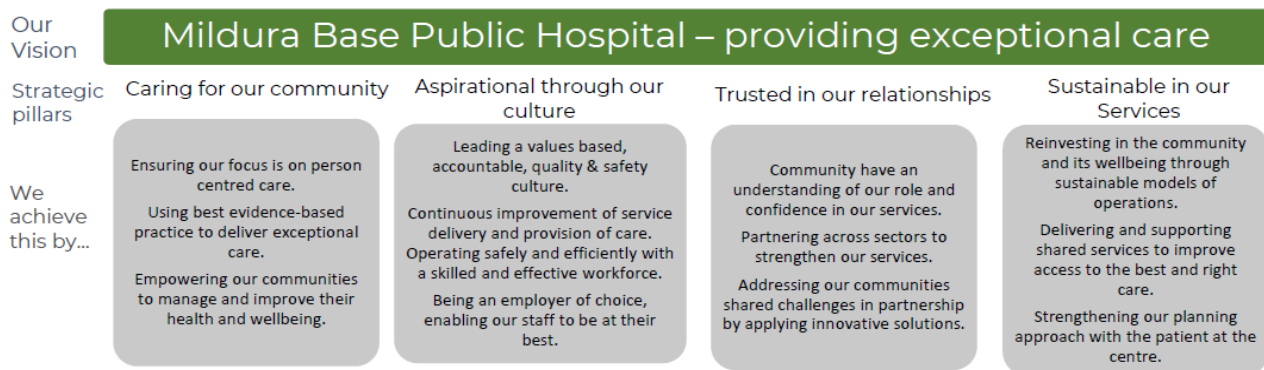 Our
Vision
Mildura Base Public Hospital – providing exceptional care
Strategic
pillars
Caring for our community
Aspirational through our
culture
Trusted in our relationships
Sustainable in our
Services
We
achieve
this by...
Ensuring our focus is on person
centred care.
Using best evidence-based
practice to deliver exceptional
care.
Empowering our communities
to manage and improve their
health and wellbeing.
Leading a values based,
accountable, quality & safety
culture.
Continuous improvement of service
delivery and provision of care.
Operating safely and efficiently with
a skilled and effective workforce.
Being an employer of choice,
enabling our staff to be at their
best.
Community have an
understanding of our role and
confidence in our services.
Partnering across sectors to
strengthen our services.
Addressing our communities
shared challenges in partnership
by applying innovative solutions.
Reinvesting in the community
and its wellbeing through
sustainable models of
operations.
Delivering and supporting
shared services to improve
access to the best and right
care.
Strengthening our planning
approach with the patient at the
centre.